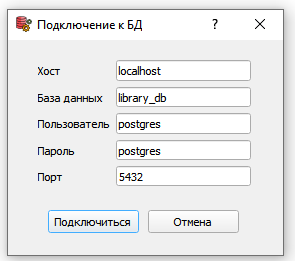 Подключение к БД
Хост localhost
База данных library_db
Пользователь postgres
Пароль postgres
Порт 5432
Подключиться Отмена